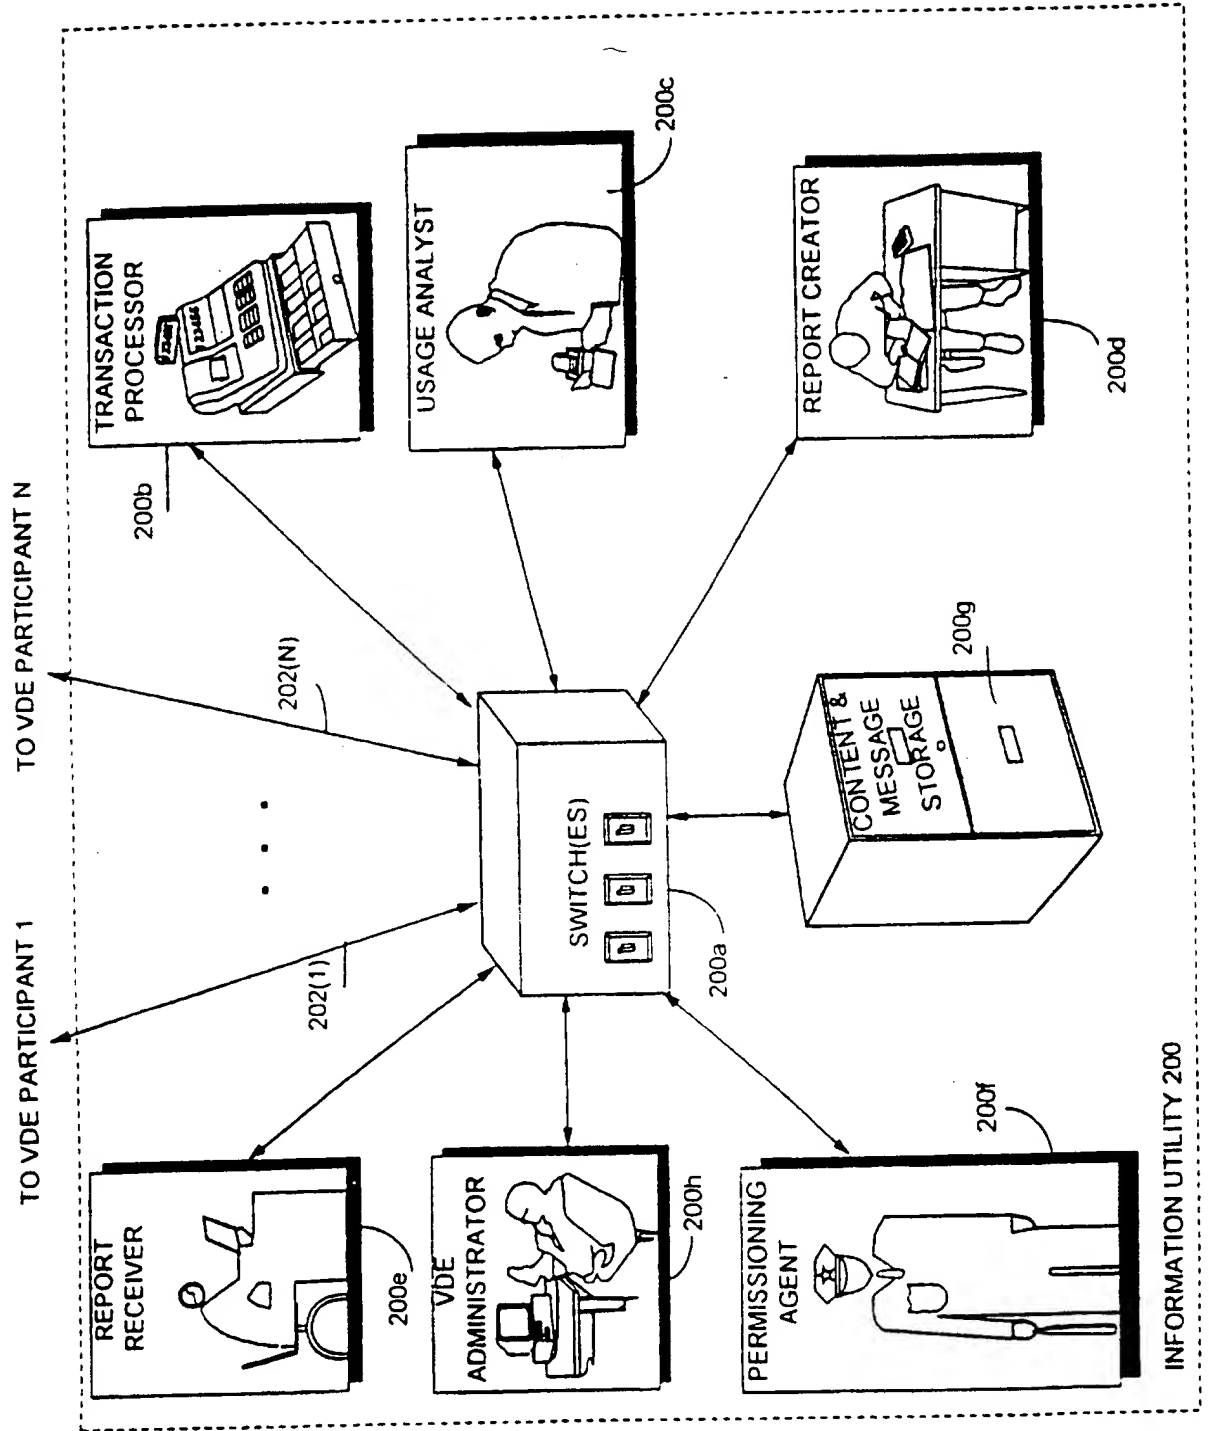 TO VDE PARTICIPANT 1
TO VDE PARTICIPANT N
202(1)
202(N)
REPORT
RECEIVER
200e
TRANSACTION
PROCESSOR
200b
VDE
ADMINISTRATOR
200h
SWITCH(ES)
200a
USAGE ANALYST
200c
PERMISSIONING
AGENT
200f
CONTENT &
MESSAGE
STORAGE
200g
REPORT CREATOR
200d
INFORMATION UTILITY 200